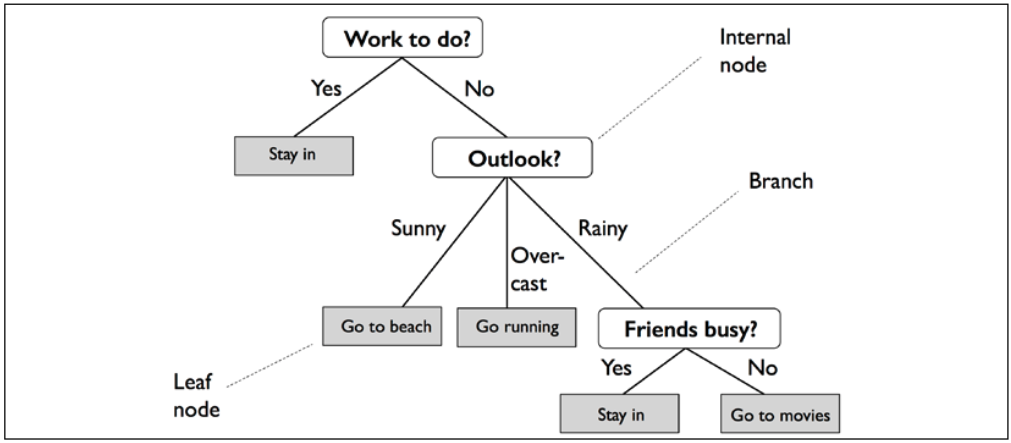 Work to do?
Internal
node
Yes
No
Stay in
Outlook?
Branch
Sunny
Rainy
Over-
cast
Go to beach
Go running
Friends busy?
Leaf
node
Yes
No
Stay in
Go to movies